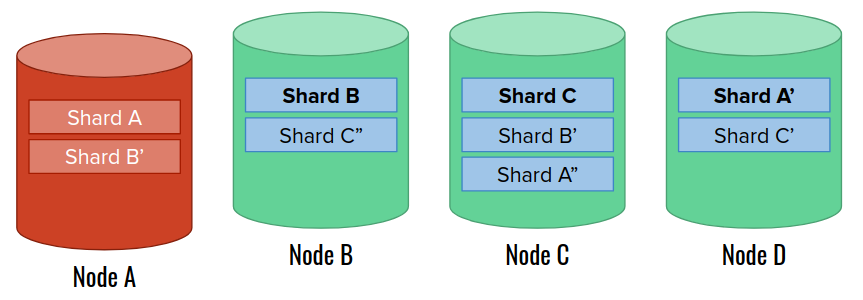 Shard A
Shard B’
Node A
Shard B
Shard C”
Node B
Shard C
Shard B’
Shard A”
Node C
Shard A’
Shard C’
Node D